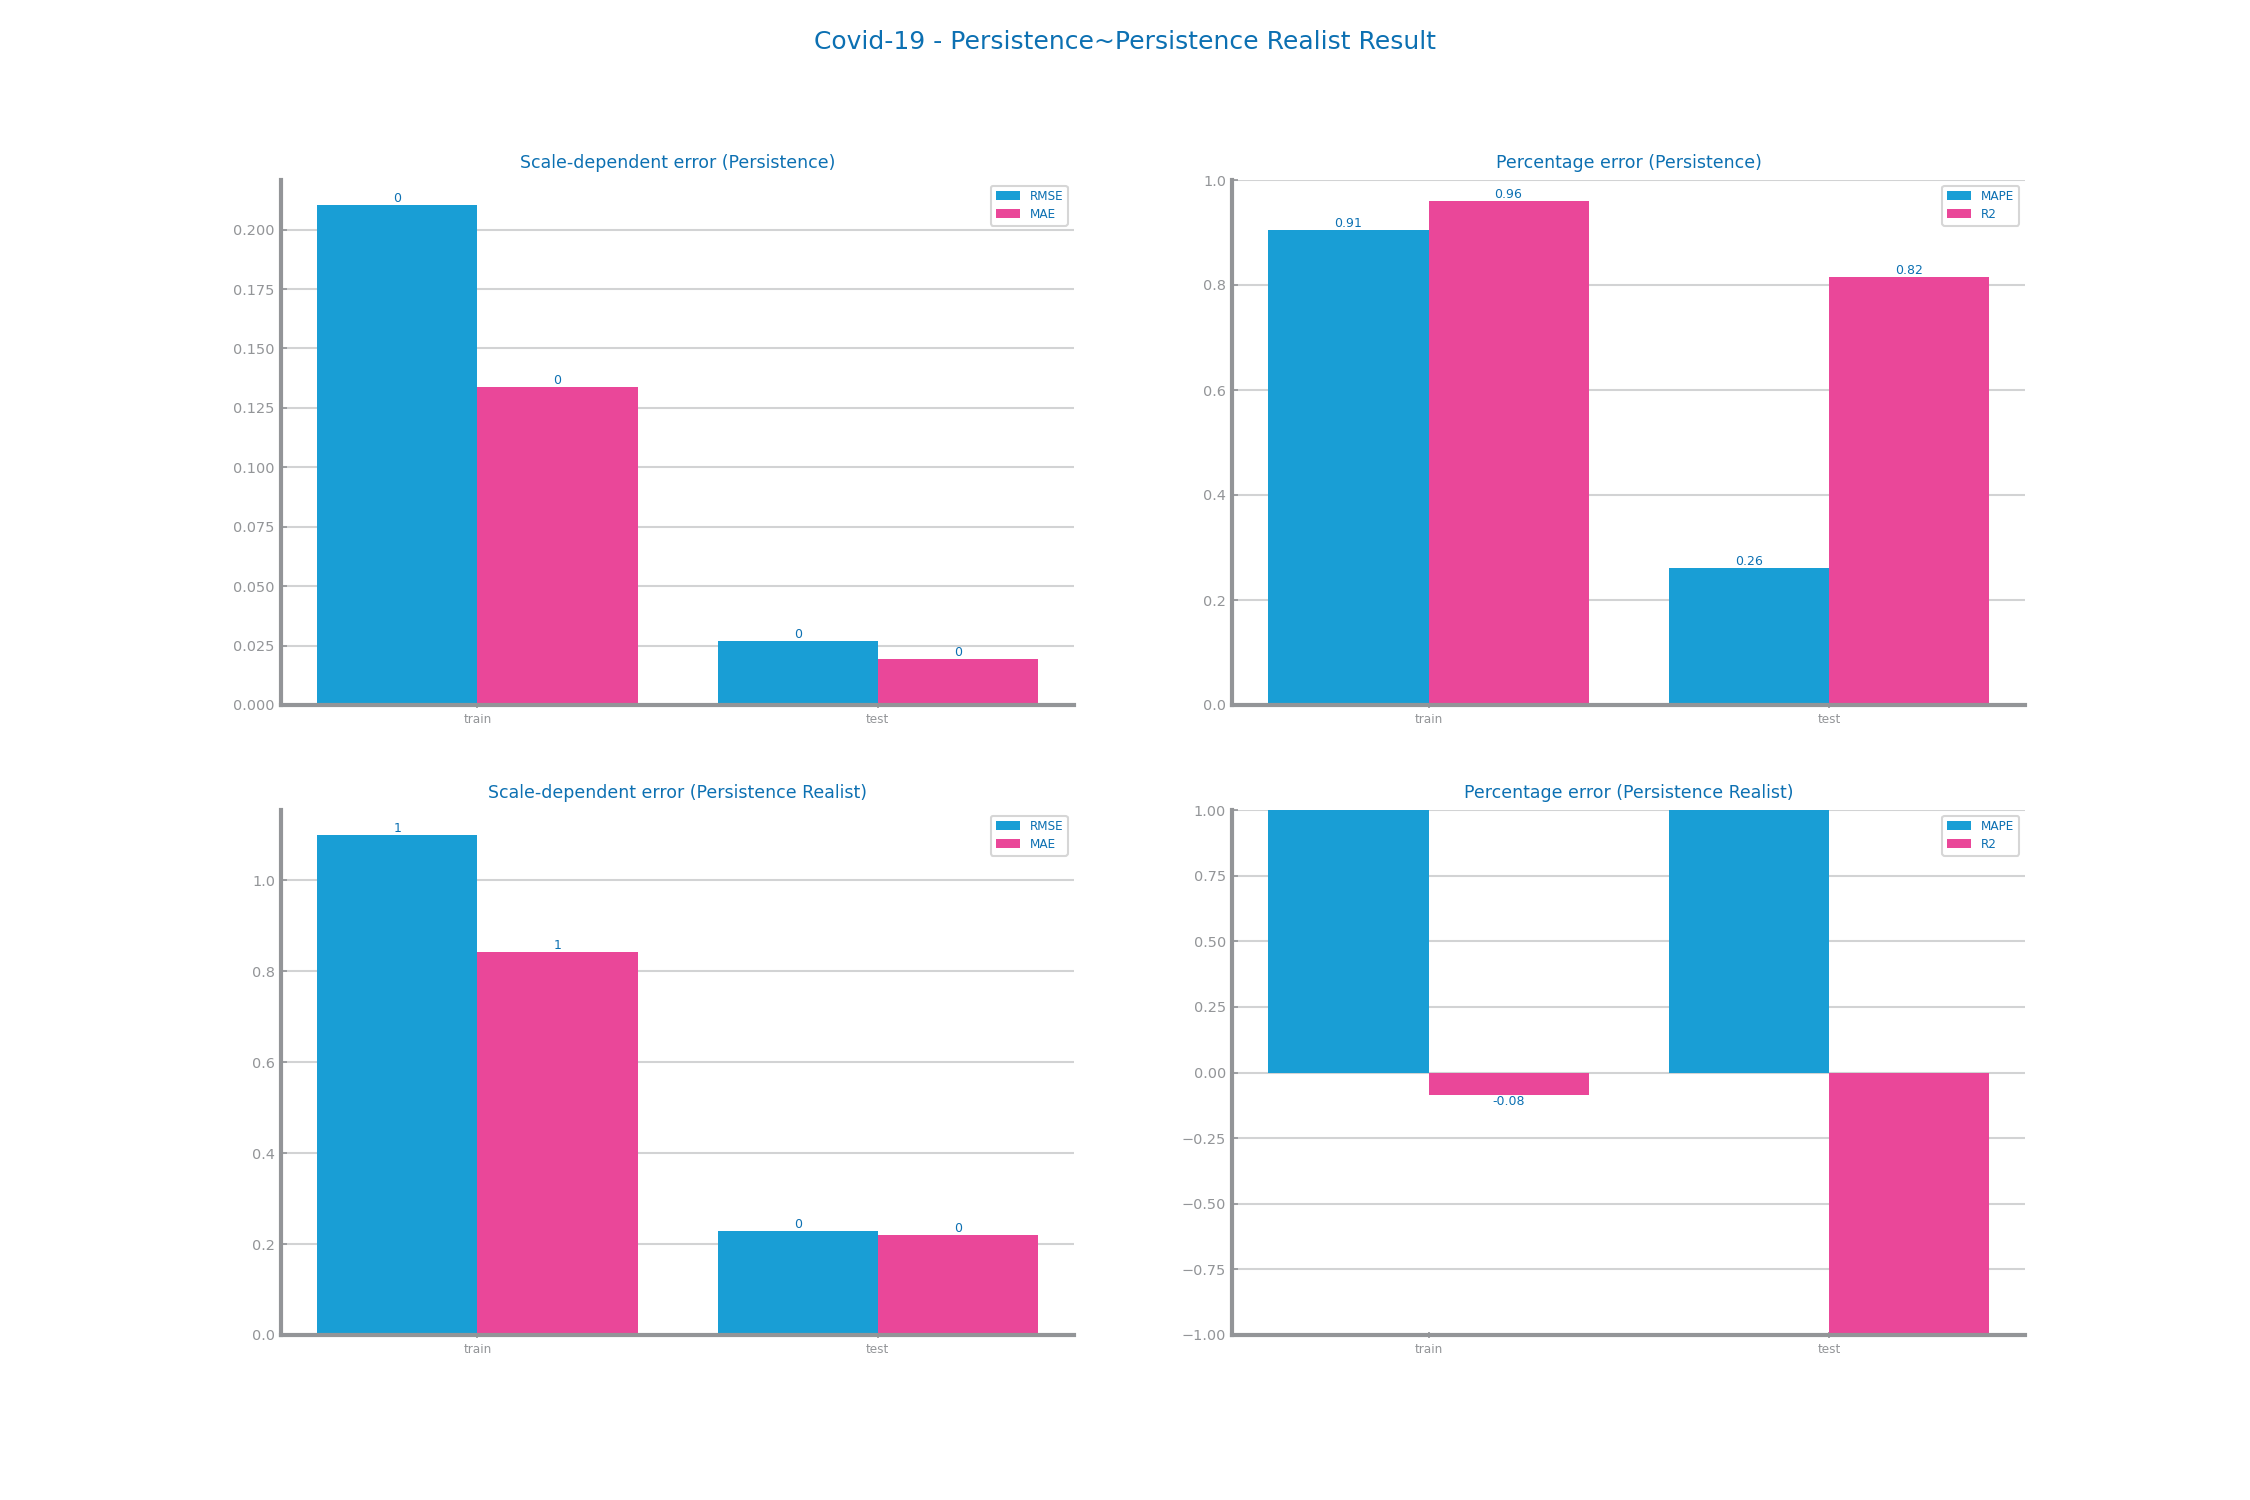 Covid-19 - Persistence~Persistence Realist Result
Scale-dependent error (Persistence)
RMSE
MAE
0.200
0.175
0.150
0.125
0.100
0.075
0.050
0.025
0.000
0
0
0
0
train
test
Percentage error (Persistence)
MAPE
R2
1.0
0.8
0.6
0.4
0.2
0.0
0.91
0.96
0.26
0.82
train
test
Scale-dependent error (Persistence Realist)
RMSE
MAE
1.0
0.8
0.6
0.4
0.2
0.0
1
1
0
0
train
test
Percentage error (Persistence Realist)
MAPE
R2
1.00
0.75
0.50
0.25
0.00
−0.25
−0.50
−0.75
−1.00
-0.08
train
test